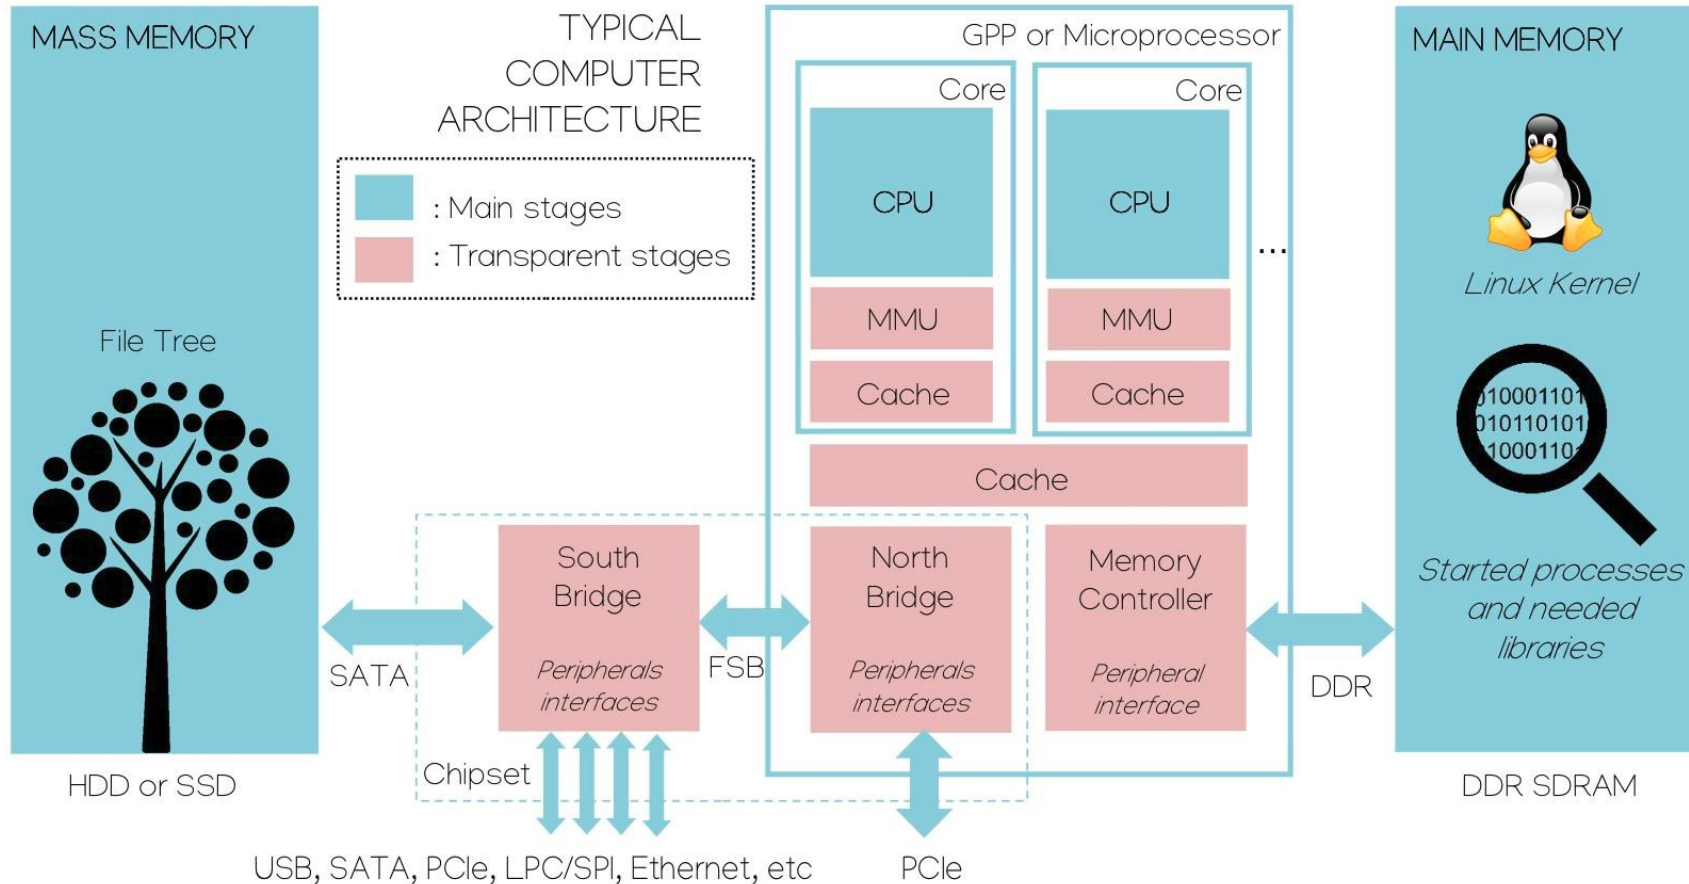 MASS MEMORY
File Tree
HDD or SSD
TYPICAL
COMPUTER
ARCHITECTURE
: Main stages
: Transparent stages
GPP or Microprocessor
Core
CPU
MMU
Cache
Core
CPU
MMU
Cache
...
Cache
South
Bridge
Peripherals
interfaces
North
Bridge
Peripherals
interfaces
Memory
Controller
Peripheral
interface
SATA
FSB
DDR
Chipset
USB, SATA, PCIe, LPC/SPI, Ethernet, etc
PCIe
MAIN MEMORY
Linux Kernel
010001101
010110101
10001101
Started processes
and needed
libraries
DDR SDRAM